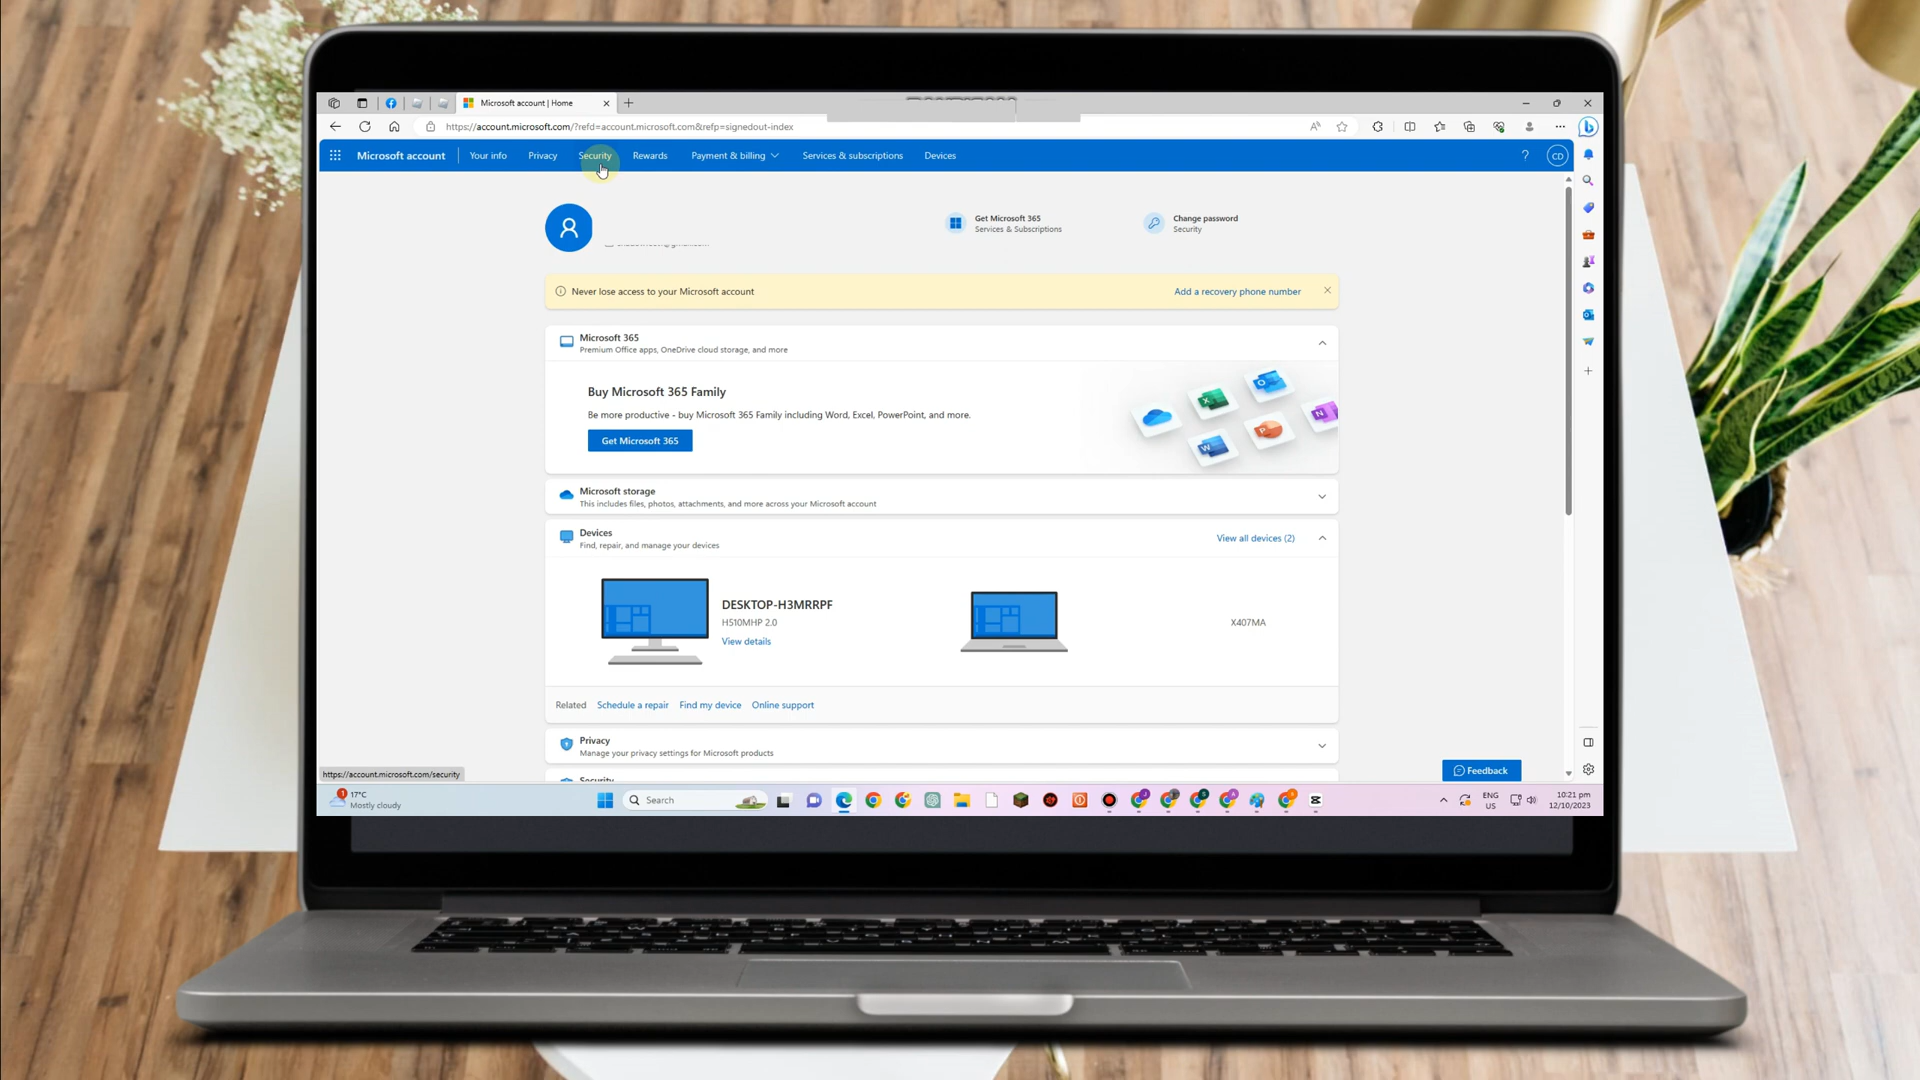 Microsoft account | Home
https://account.microsoft.com/?refd=account.microsoft.com&refp=signedout-index
Microsoft account
Your info
Privacy
Security
Rewards
Payment & billing
Services & subscriptions
Devices
?
CD
Get Microsoft 365
Services & Subscriptions
Change password
Security
Never lose access to your Microsoft account
Add a recovery phone number
Microsoft 365
Premium Office apps, OneDrive cloud storage, and more
Buy Microsoft 365 Family
Be more productive - buy Microsoft 365 Family including Word, Excel, PowerPoint, and more.
Get Microsoft 365
Microsoft storage
This includes files, photos, attachments, and more across your Microsoft account
Devices
Find, repair, and manage your devices
View all devices (2)
DESKTOP-H3MRRPF
H510MHP 2.0
View details
X407MA
Related
Schedule a repair
Find my device
Online support
Privacy
Manage your privacy settings for Microsoft products
Security
Feedback
https://account.microsoft.com/security
1
17°C
Mostly cloudy
Search
ENG
US
10:21 pm
12/10/2023